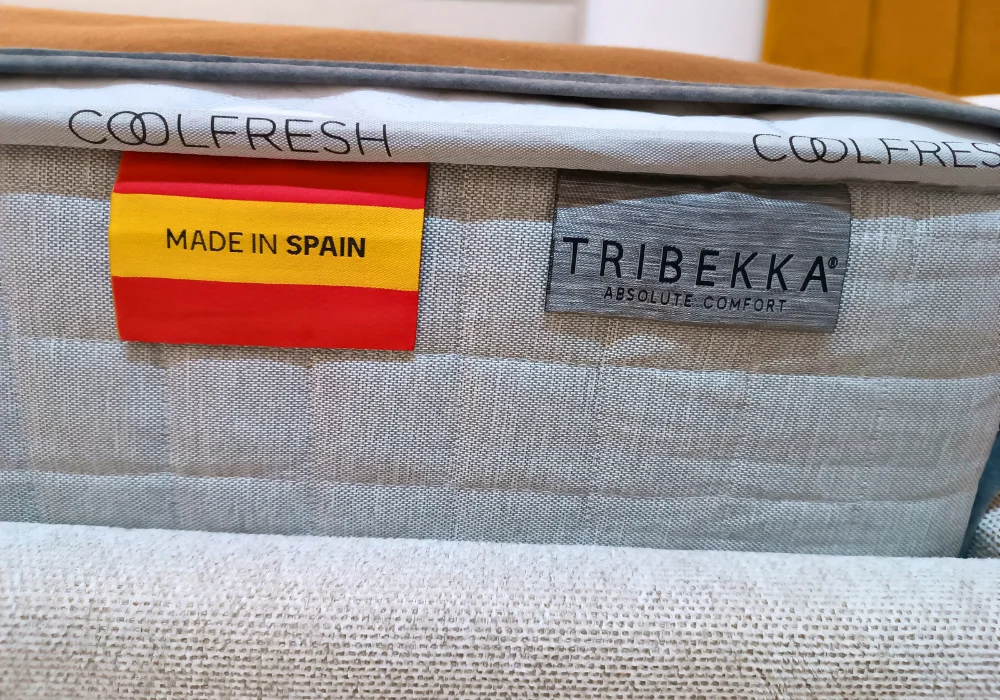 COOLFRESH
COOLFRES
MADE IN SPAIN
TRIBEKKA®
ABSOLUTE COMFORT